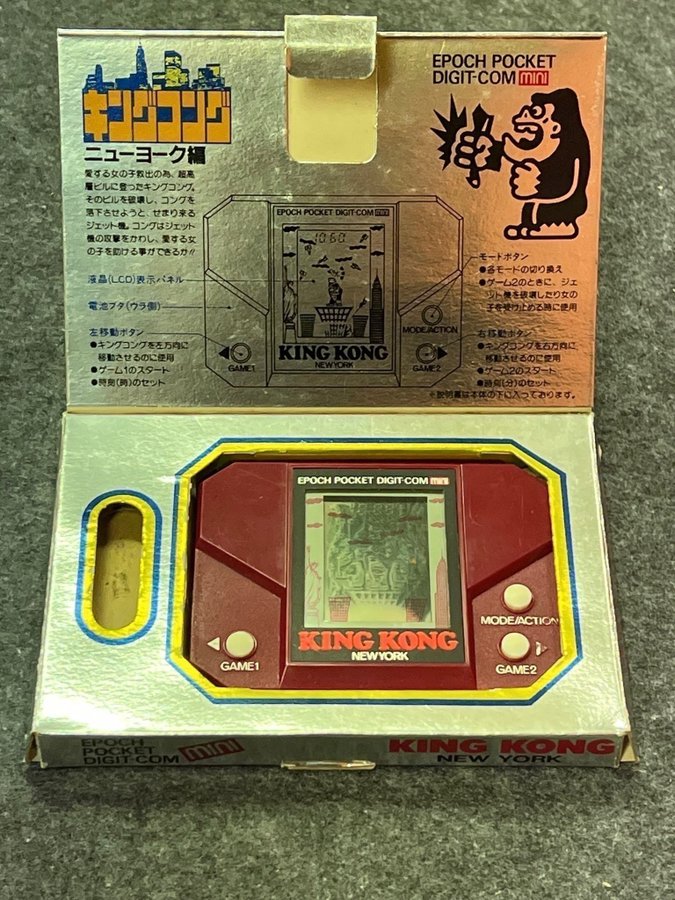 EPOCH POCKET
DIGIT-COM mini
キングコング
ニューヨーク編
愛する女の子救出の為、超高
層ビルに登ったキングコング。
そのビルを破壊し、コングを
落下させようと、せまり来る
ジェット機。コングはジェット
機の攻撃をかわし、愛する女
の子を助ける事ができるか!!
液晶(LCD)表示パネル
電池ブタ(ウラ側)
左移動ボタン
●キングコングを左方向に
移動させるのに使用
●ゲーム1のスタート
●時刻(時)のセット
EPOCH POCKET DIGIT-COM mini
10:60
KING KONG
NEW YORK
GAME1
MODE/ACTION
GAME2
モートボタン
●各モードの切り換え
●ゲーム2のときに、ジェ
ット機を破壊したり女の
子を受け止める時に使用
右移動ボタン
●キングコングを右方向に
移動させるのに使用
●ゲーム2のスタート
●時刻(分)のセット
※説明書は本体の下に入っております。
EPOCH POCKET DIGIT-COM mini
KING KONG
NEW YORK
GAME1
MODE/ACTION
GAME2
EPOCH
POCKET
DIGIT-COM mini
KING KONG
NEW YORK